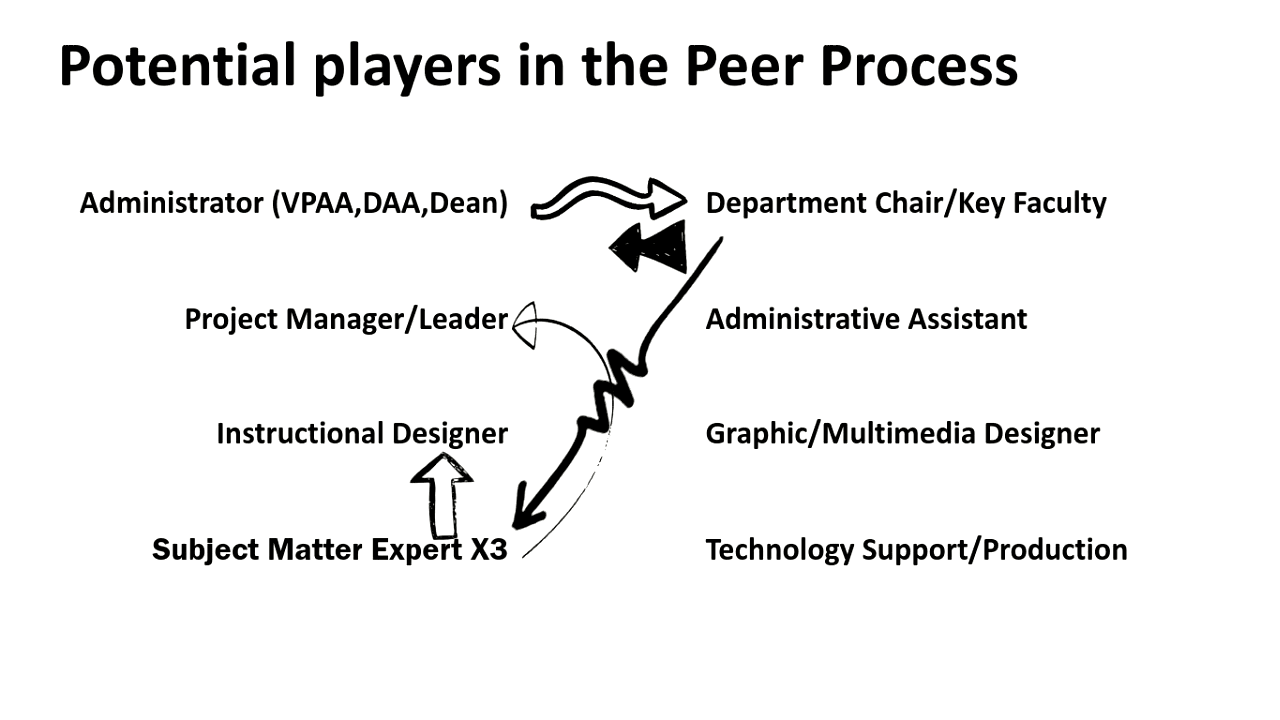 Potential players in the Peer Process
Administrator (VPAA,DAA,Dean)
Department Chair/Key Faculty
Project Manager/Leader
Administrative Assistant
Instructional Designer
Graphic/Multimedia Designer
Subject Matter Expert X3
Technology Support/Production